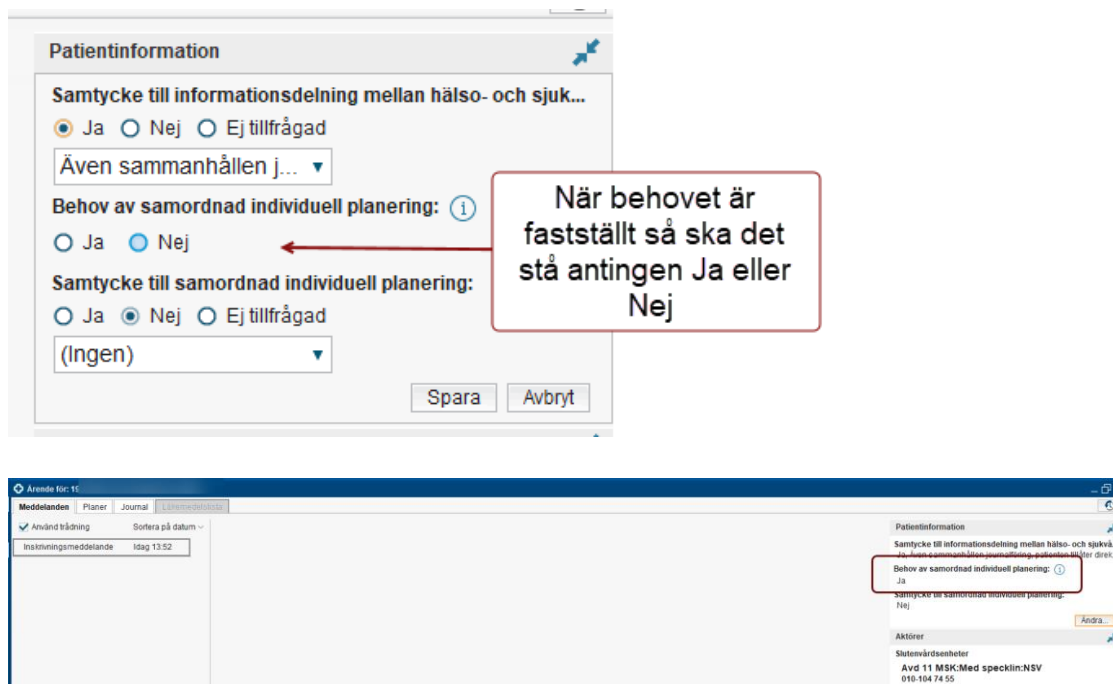 Patientinformation
Samtycke till informationsdelning mellan hälso- och sjuk...
Ja Nej Ej tillfrågad
Även sammanhållen j...
Behov av samordnad individuell planering:
Ja Nej
Samtycke till samordnad individuell planering:
Ja Nej Ej tillfrågad
(Ingen)
Spara Avbryt
När behovet är
fastställt så ska det
stå antingen Ja eller
Nej
Ärende för: 19
Meddelanden Planer Journal Läkemedelslista
Använd trådning Sortera på datum
Inskrivningsmeddelande Idag 13:52
Patientinformation
Samtycke till informationsdelning mellan hälso- och sjukvå
Ja, Även sammanhållen journalföring, patienten tillåter direk
Behov av samordnad individuell planering:
Ja
Samtycke till samordnad individuell planering:
Nej
Ändra...
Aktörer
Slutenvårdsenheter
Avd 11 MSK:Med specklin:NSV
010-104 74 55